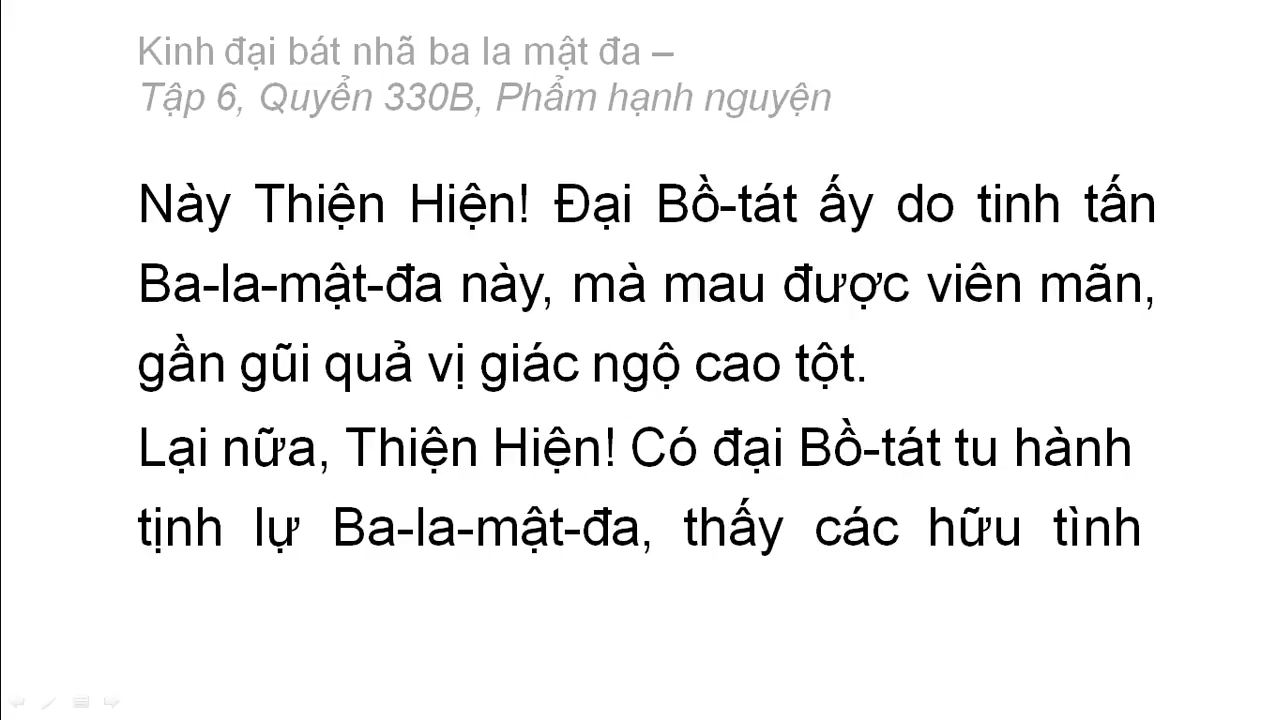 Kinh đại bát nhã ba la mật đa –
Tập 6, Quyển 330B, Phẩm hạnh nguyện
Này Thiện Hiện! Đại Bồ-tát ấy do tinh tấn
Ba-la-mật-đa này, mà mau được viên mãn,
gần gũi quả vị giác ngộ cao tột.
Lại nữa, Thiện Hiện! Có đại Bồ-tát tu hành
tịnh lự Ba-la-mật-đa, thấy các hữu tình